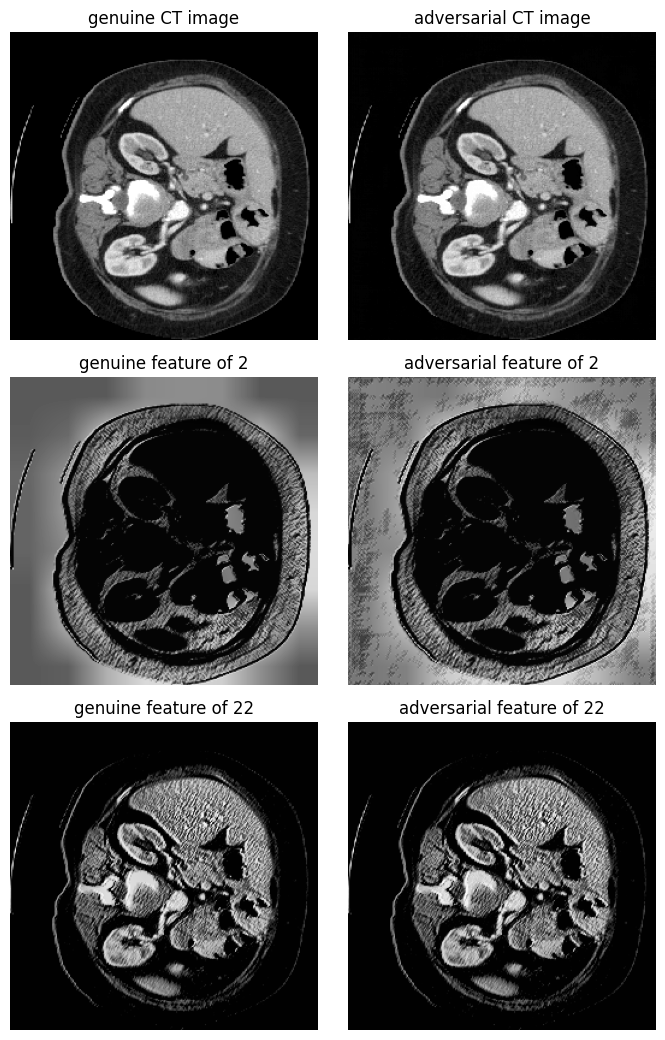 genuine CT image
adversarial CT image
genuine feature of 2
adversarial feature of 2
genuine feature of 22
adversarial feature of 22